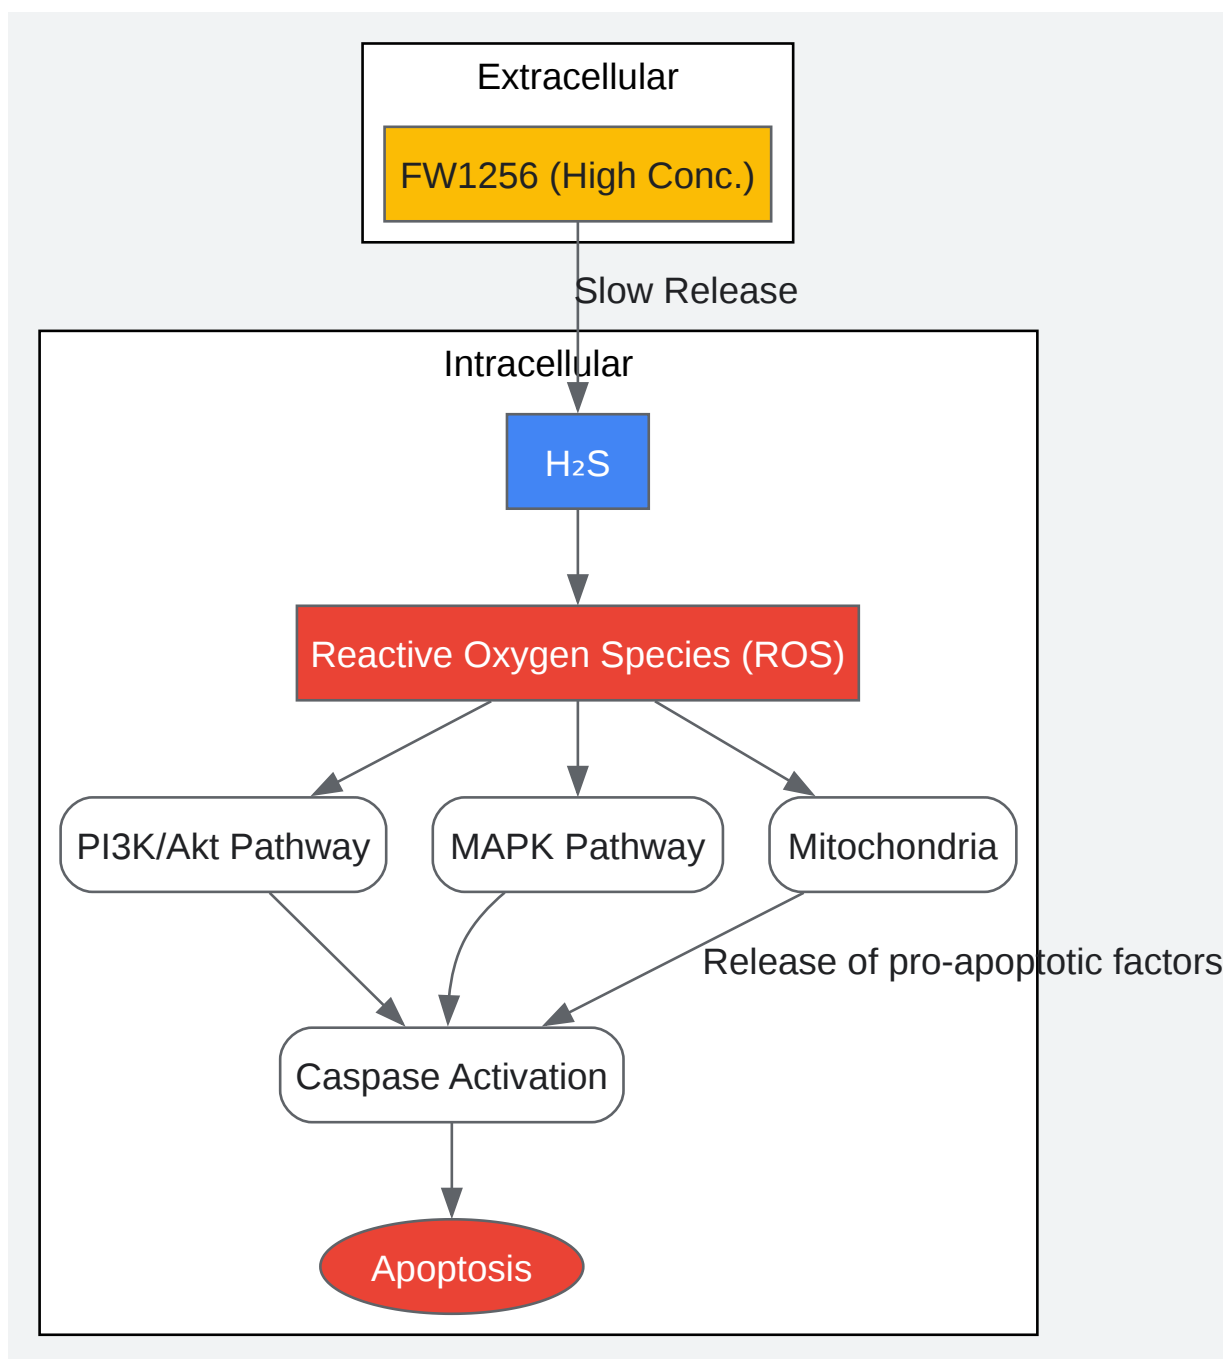 Extracellular
FW1256 (High Conc.)
Slow Release
Intracellular
H₂S
Reactive Oxygen Species (ROS)
PI3K/Akt Pathway
MAPK Pathway
Mitochondria
Release of pro-apoptotic factors
Caspase Activation
Apoptosis